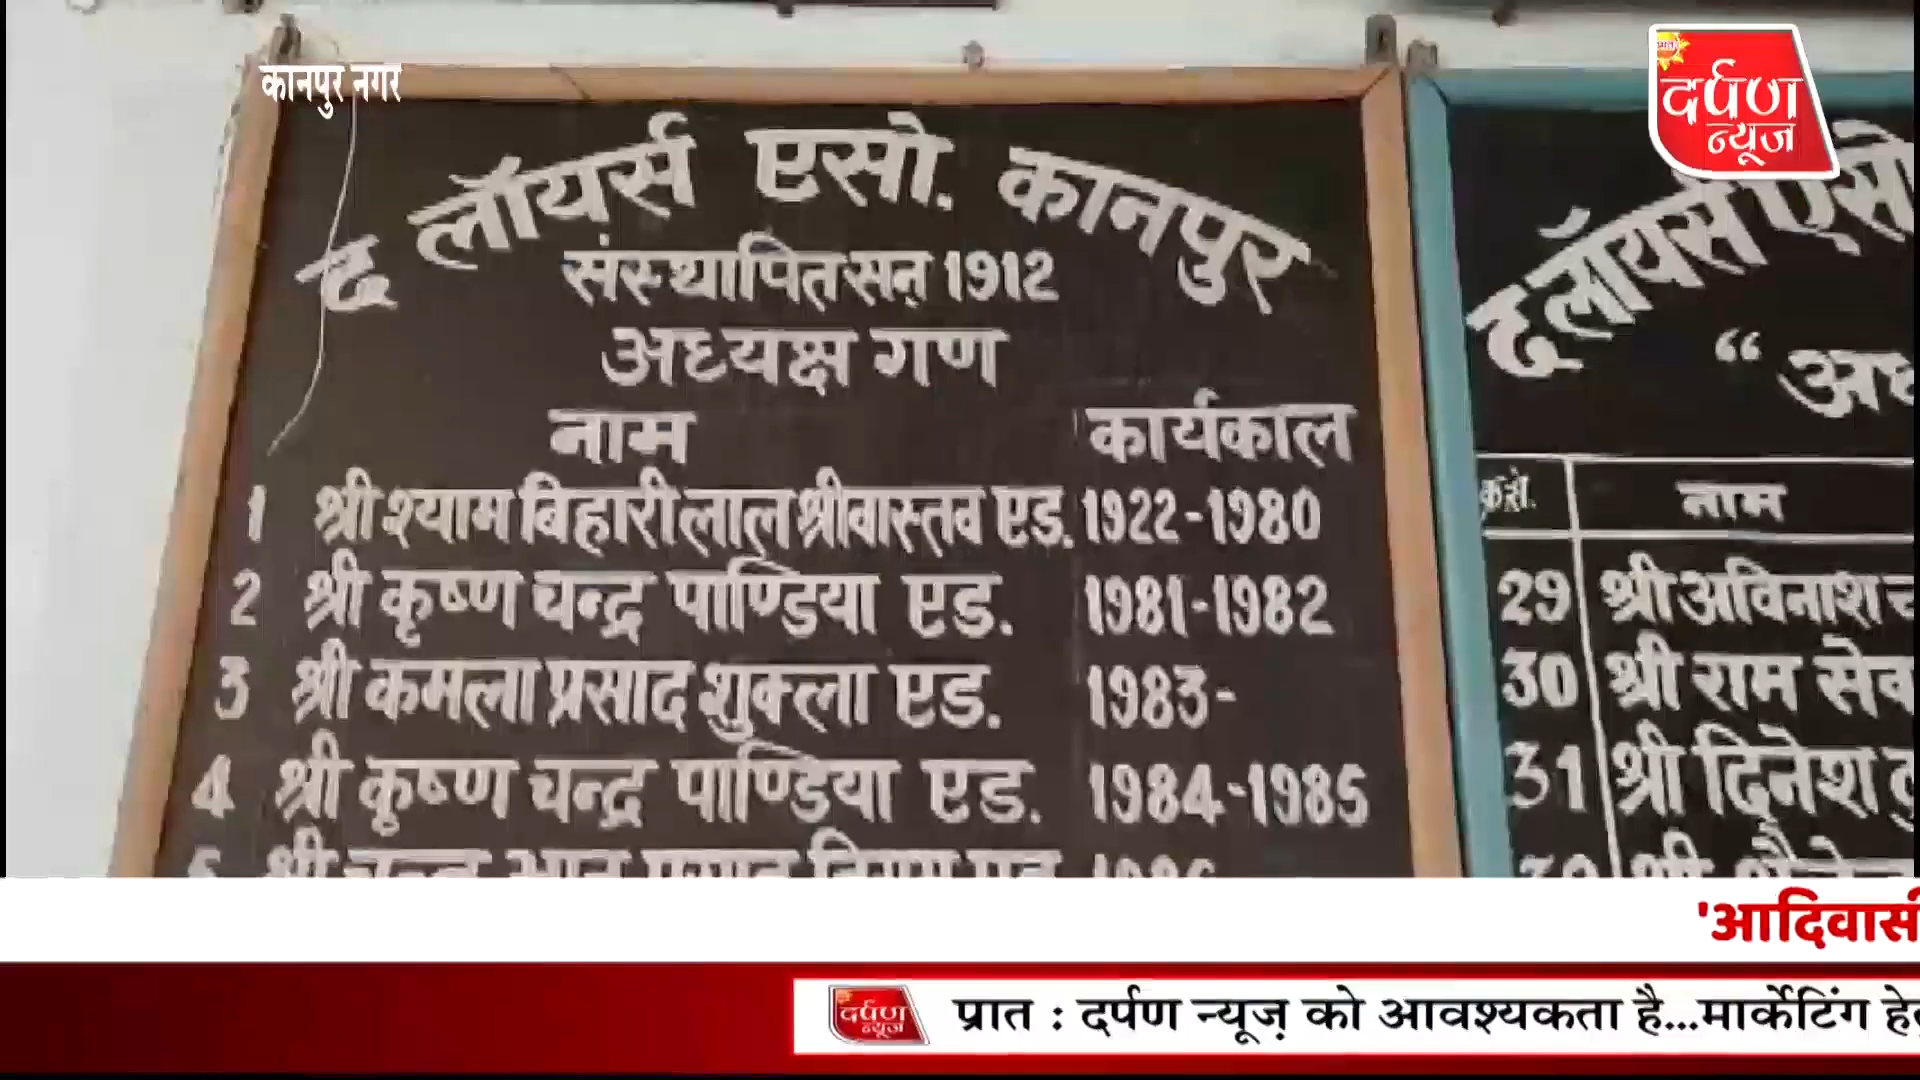 कानपुर नगर
दर्पण
न्यूज
द लॉयर्स एसो. कानपुर
संस्थापित सन् 1912
अध्यक्ष गण
नाम कार्यकाल
1 श्री श्याम बिहारी लाल श्रीवास्तव एड. 1922-1980
2 श्री कृष्ण चन्द्र पाण्डिया एड. 1981-1982
3 श्री कमला प्रसाद शुक्ला एड. 1983-
4 श्री कृष्ण चन्द्र पाण्डिया एड. 1984-1985
द लॉयर्स एसो
“
क्र.सं. नाम
29 श्री अविनाश
30 श्री राम
31 श्री दिनेश
'आदिवासी
दर्पण
न्यूज
प्रात : दर्पण न्यूज़ को आवश्यकता है...मार्केटिंग